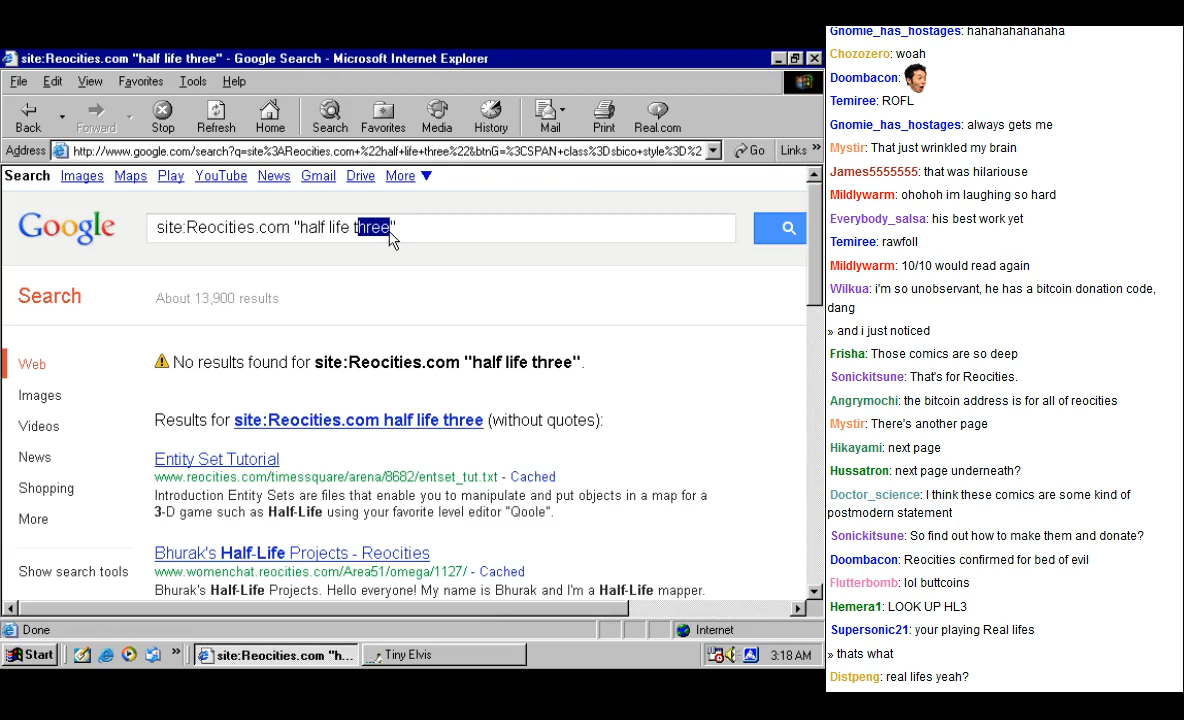 site:Reocities.com "half life three" - Google Search - Microsoft Internet Explorer
File Edit View Favorites Tools Help
Back Forward Stop Refresh Home Search Favorites Media History Mail Print Real.com
Address http://www.google.com/search?q=site%3AReocities.com+%22half+life+three%22&btnG=%3CSPAN+class%3Dsbico+style%3D%2 Go Links »
Search Images Maps Play YouTube News Gmail Drive More ▼
Google site:Reocities.com "half life three"
Search About 13,900 results
Web
Images
Videos
News
Shopping
More
Show search tools
No results found for site:Reocities.com "half life three".
Results for site:Reocities.com half life three (without quotes):
Entity Set Tutorial
www.reocities.com/timessquare/arena/8682/entset_tut.txt - Cached
Introduction Entity Sets are files that enable you to manipulate and put objects in a map for a
3-D game such as Half-Life using your favorite level editor "Qoole".
Bhurak's Half-Life Projects - Reocities
www.womenchat.reocities.com/Area51/omega/1127/ - Cached
Bhurak's Half-Life Projects. Hello everyone! My name is Bhurak and I'm a Half-Life mapper.
Done Internet
Start » site:Reocities.com "h... Tiny Elvis 3:18 AM
Gnomie_has_hostages: hahahahahahaha
Chozozero: woah
Doombacon:
Temiree: ROFL
Gnomie_has_hostages: always gets me
Mystir: That just wrinkled my brain
James5555555: that was hilariouse
Mildlywarm: ohohoh im laughing so hard
Everybody_salsa: his best work yet
Temiree: rawfoll
Mildlywarm: 10/10 would read again
Wilkua: i'm so unobservant, he has a bitcoin donation code,
dang
» and i just noticed
Frisha: Those comics are so deep
Sonickitsune: That's for Reocities.
Angrymochi: the bitcoin address is for all of reocities
Mystir: There's another page
Hikayami: next page
Hussatron: next page underneath?
Doctor_science: I think these comics are some kind of
postmodern statement
Sonickitsune: So find out how to make them and donate?
Doombacon: Reocities confirmed for bed of evil
Flutterbomb: lol buttcoins
Hemera1: LOOK UP HL3
Supersonic21: your playing Real lifes
» thats what
Distpeng: real lifes yeah?